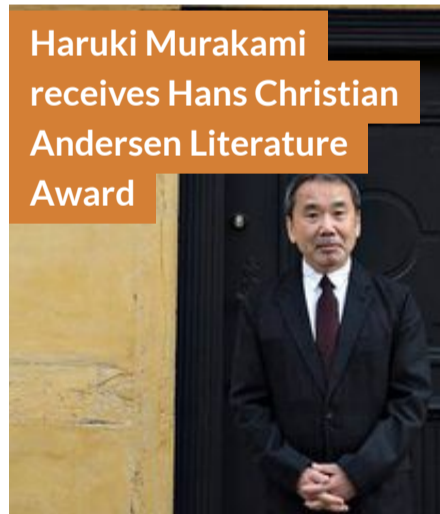 Haruki Murakami
receives Hans Christian
Andersen Literature
Award